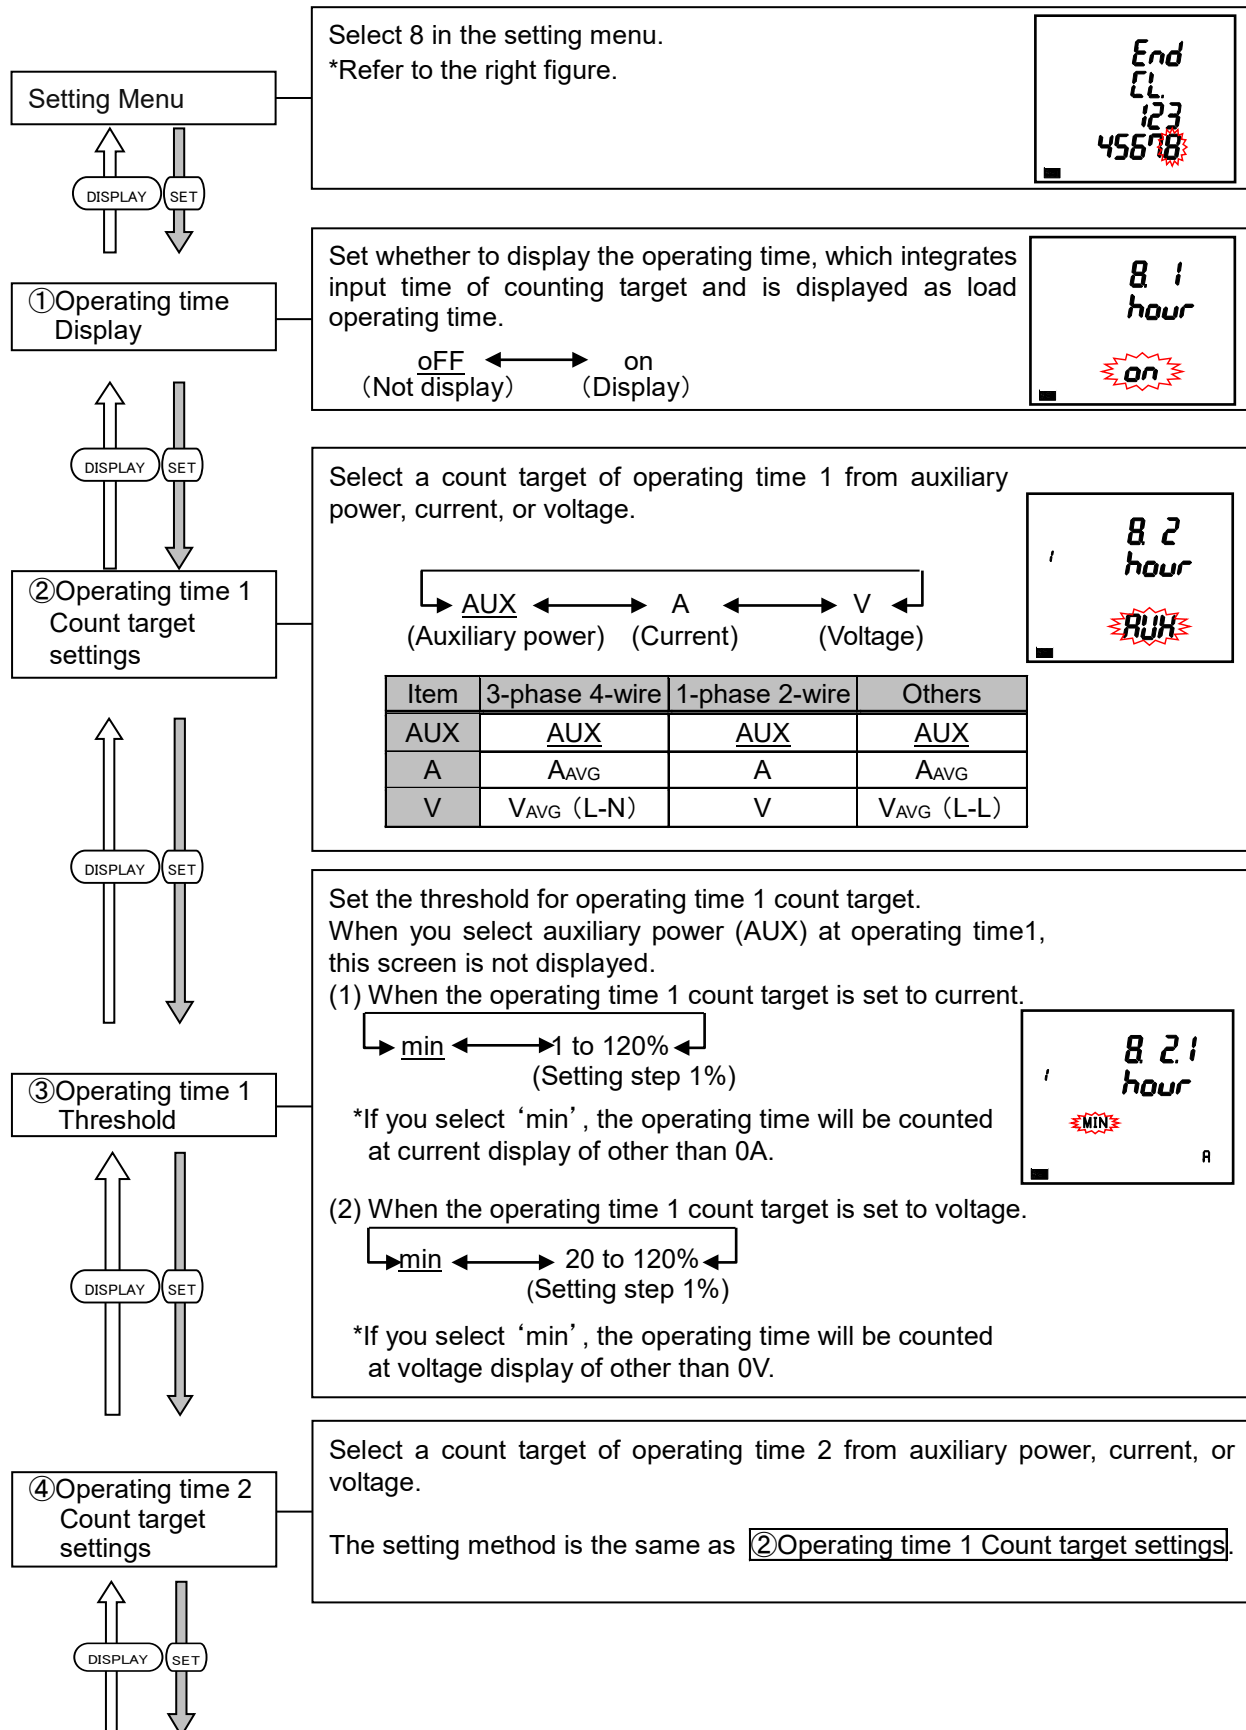 Select 8 in the setting menu.
*Refer to the right figure.
End
CL.
123
45678
Setting Menu
DISPLAY SET
Set whether to display the operating time, which integrates
input time of counting target and is displayed as load
operating time.
oFF on
(Not display) (Display)
8. 1
hour
on
①Operating time
Display
DISPLAY SET
Select a count target of operating time 1 from auxiliary
power, current, or voltage.
AUX A V
(Auxiliary power) (Current) (Voltage)
8. 2
1 hour
AUX
②Operating time 1
Count target
settings
Item 3-phase 4-wire 1-phase 2-wire Others
AUX AUX AUX AUX
A AAVG A AAVG
V VAVG (L-N) V VAVG (L-L)
DISPLAY SET
Set the threshold for operating time 1 count target.
When you select auxiliary power (AUX) at operating time1,
this screen is not displayed.
(1) When the operating time 1 count target is set to current.
min 1 to 120%
(Setting step 1%)
*If you select ‘min’, the operating time will be counted
at current display of other than 0A.
8. 2.1
1 hour
MIN
A
③Operating time 1
Threshold
(2) When the operating time 1 count target is set to voltage.
min 20 to 120%
(Setting step 1%)
*If you select ‘min’, the operating time will be counted
at voltage display of other than 0V.
DISPLAY SET
④Operating time 2
Count target
settings
Select a count target of operating time 2 from auxiliary power, current, or
voltage.
The setting method is the same as ②Operating time 1 Count target settings.
DISPLAY SET